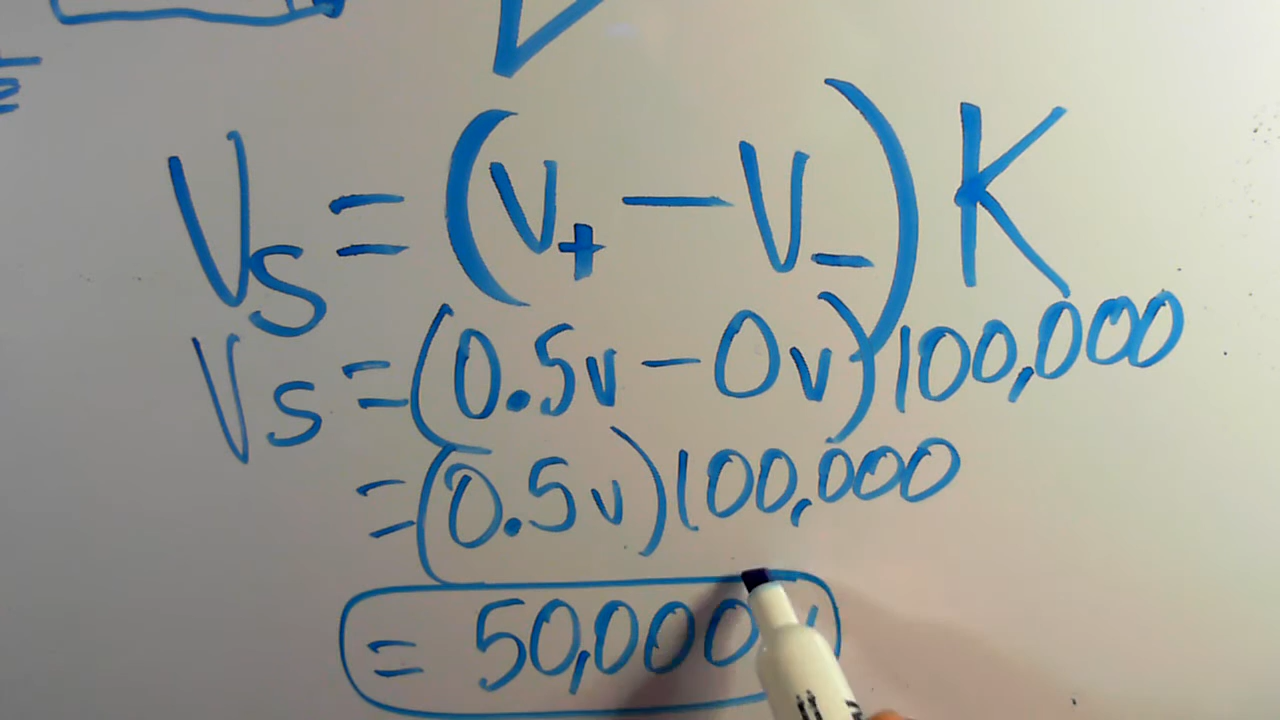 Vs = (V+ − V−) K
Vs = (0.5v − 0v) 100,000
= (0.5v) 100,000
= 50,000